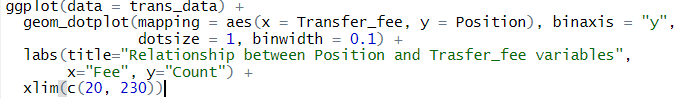 ggplot(data = trans_data) +
geom_dotplot(mapping = aes(x = Transfer_fee, y = Position), binaxis = "y",
dotsize = 1, binwidth = 0.1) +
labs(title="Relationship between Position and Trasfer_fee variables",
x="Fee", y="Count") +
xlim(c(20, 230))